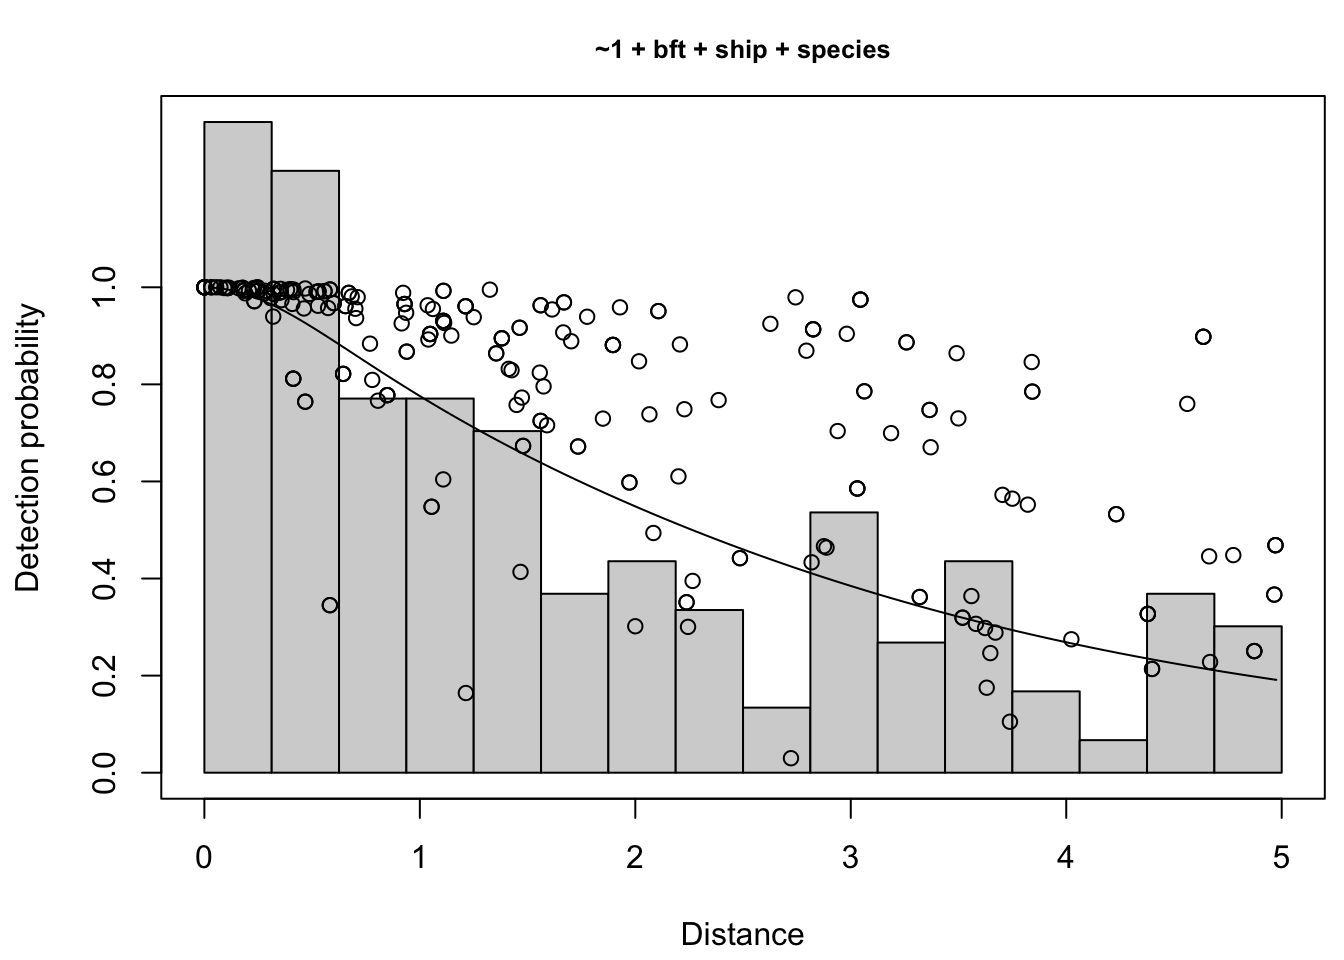 ~1 + bft + ship + species
Detection probability
1.0
0.8
0.6
0.4
0.2
0.0
0 1 2 3 4 5
Distance